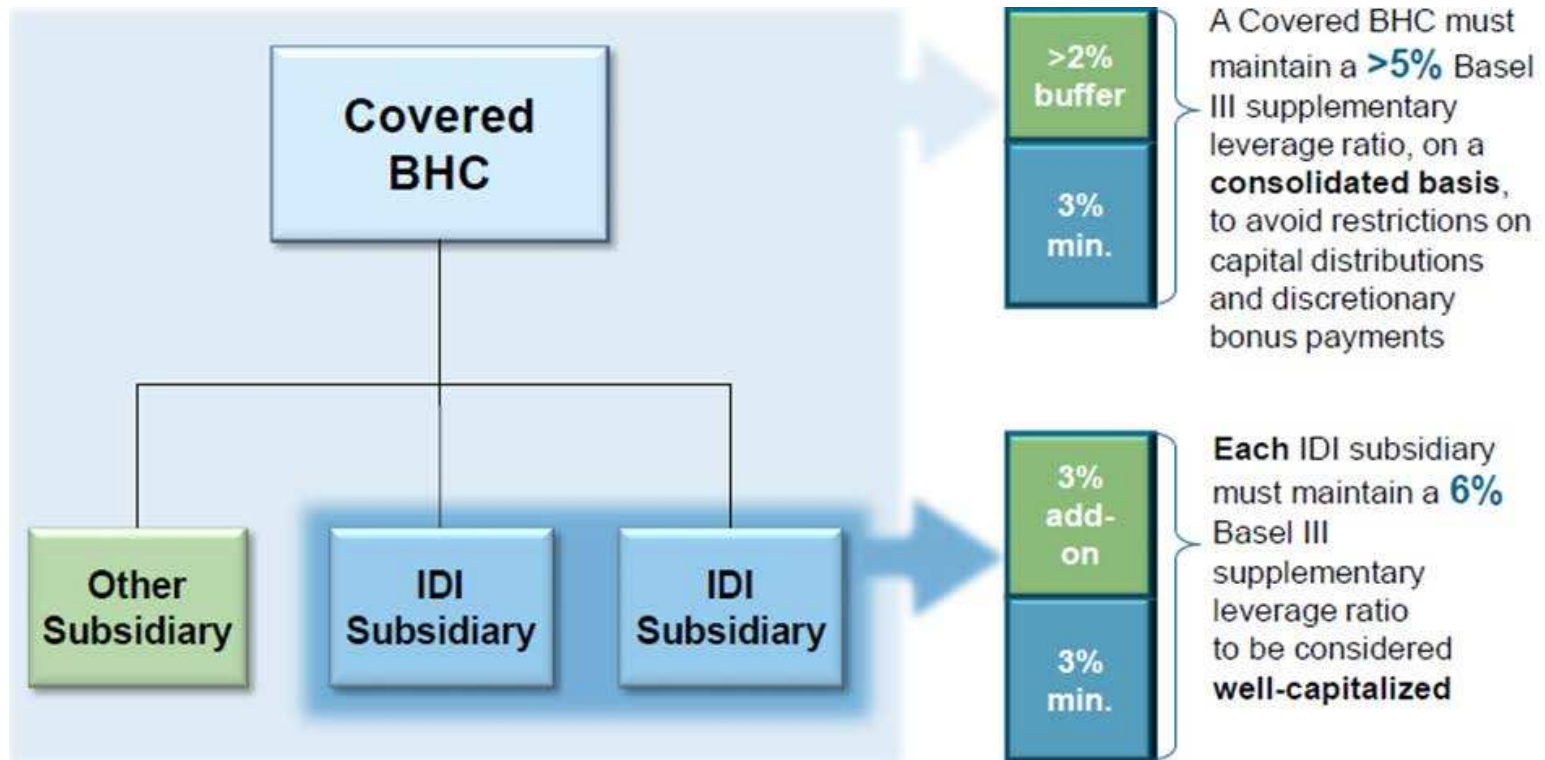 Covered
BHC
Other
Subsidiary
IDI
Subsidiary
IDI
Subsidiary
>2%
buffer
3%
min.
A Covered BHC must
maintain a >5% Basel
III supplementary
leverage ratio, on a
consolidated basis,
to avoid restrictions on
capital distributions
and discretionary
bonus payments
3%
add-
on
3%
min.
Each IDI subsidiary
must maintain a 6%
Basel III
supplementary
leverage ratio
to be considered
well-capitalized